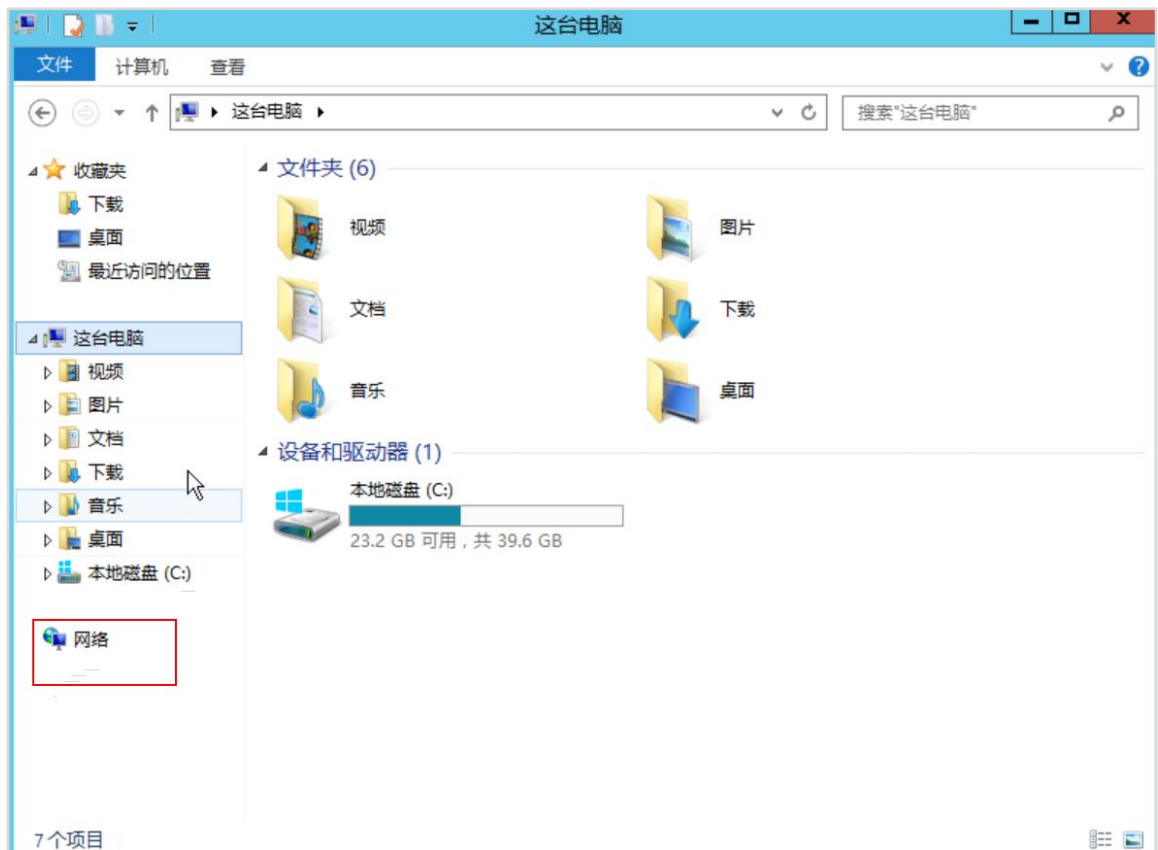 这台电脑
文件 计算机 查看
这台电脑
搜索"这台电脑"
收藏夹
下载
桌面
最近访问的位置
这台电脑
视频
图片
文档
下载
音乐
桌面
本地磁盘 (C:)
网络
文件夹 (6)
视频 图片
文档 下载
音乐 桌面
设备和驱动器 (1)
本地磁盘 (C:)
23.2 GB 可用，共 39.6 GB
7 个项目